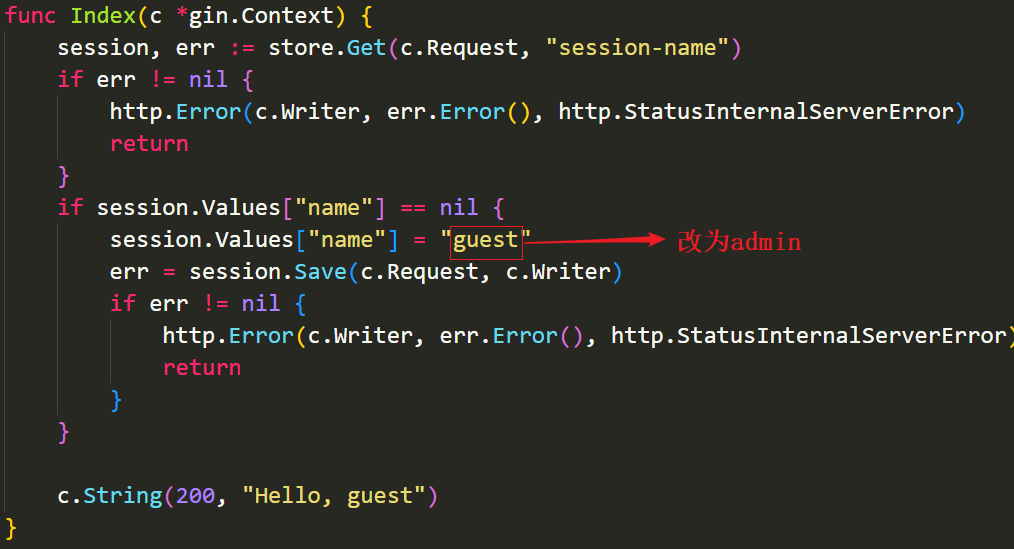 func Index(c *gin.Context) {
    session, err := store.Get(c.Request, "session-name")
    if err != nil {
        http.Error(c.Writer, err.Error(), http.StatusInternalServerError)
        return
    }
    if session.Values["name"] == nil {
        session.Values["name"] = "guest" 改为admin
        err = session.Save(c.Request, c.Writer)
        if err != nil {
            http.Error(c.Writer, err.Error(), http.StatusInternalServerError)
            return
        }
    }
    c.String(200, "Hello, guest")
}